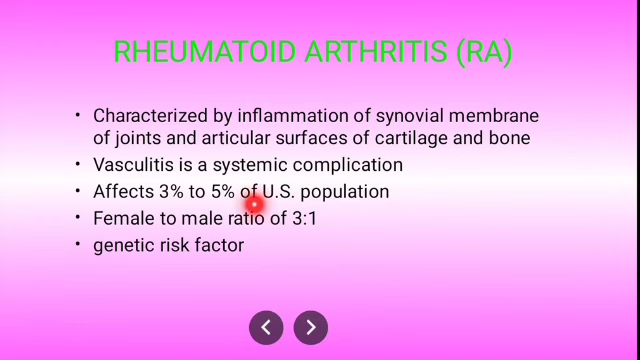 RHEUMATOID ARTHRITIS (RA)
• Characterized by inflammation of synovial membrane
of joints and articular surfaces of cartilage and bone
• Vasculitis is a systemic complication
• Affects 3% to 5% of U.S. population
• Female to male ratio of 3:1
• genetic risk factor